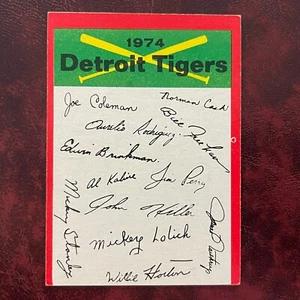 1974
Detroit Tigers
Joe Coleman
Norman Cash
Aurelio Rodriguez
Bill Freehan
Edwin Brinkman
Al Kaline
Jim Perry
Mickey Stanley
John Hiller
Mickey Lolich
Willie Horton